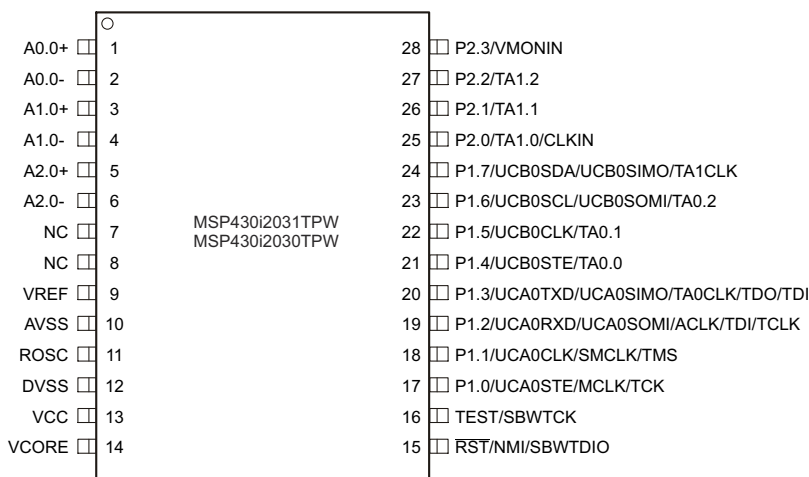 A0.0+ 1 28 P2.3/VMONIN
A0.0- 2 27 P2.2/TA1.2
A1.0+ 3 26 P2.1/TA1.1
A1.0- 4 25 P2.0/TA1.0/CLKIN
A2.0+ 5 24 P1.7/UCB0SDA/UCB0SIMO/TA1CLK
A2.0- 6 23 P1.6/UCB0SCL/UCB0SOMI/TA0.2
NC 7 22 P1.5/UCB0CLK/TA0.1
MSP430i2031TPW
MSP430i2030TPW
NC 8 21 P1.4/UCB0STE/TA0.0
VREF 9 20 P1.3/UCA0TXD/UCA0SIMO/TA0CLK/TDO/TDI
AVSS 10 19 P1.2/UCA0RXD/UCA0SOMI/ACLK/TDI/TCLK
ROSC 11 18 P1.1/UCA0CLK/SMCLK/TMS
DVSS 12 17 P1.0/UCA0STE/MCLK/TCK
VCC 13 16 TEST/SBWTCK
VCORE 14 15 RST/NMI/SBWTDIO